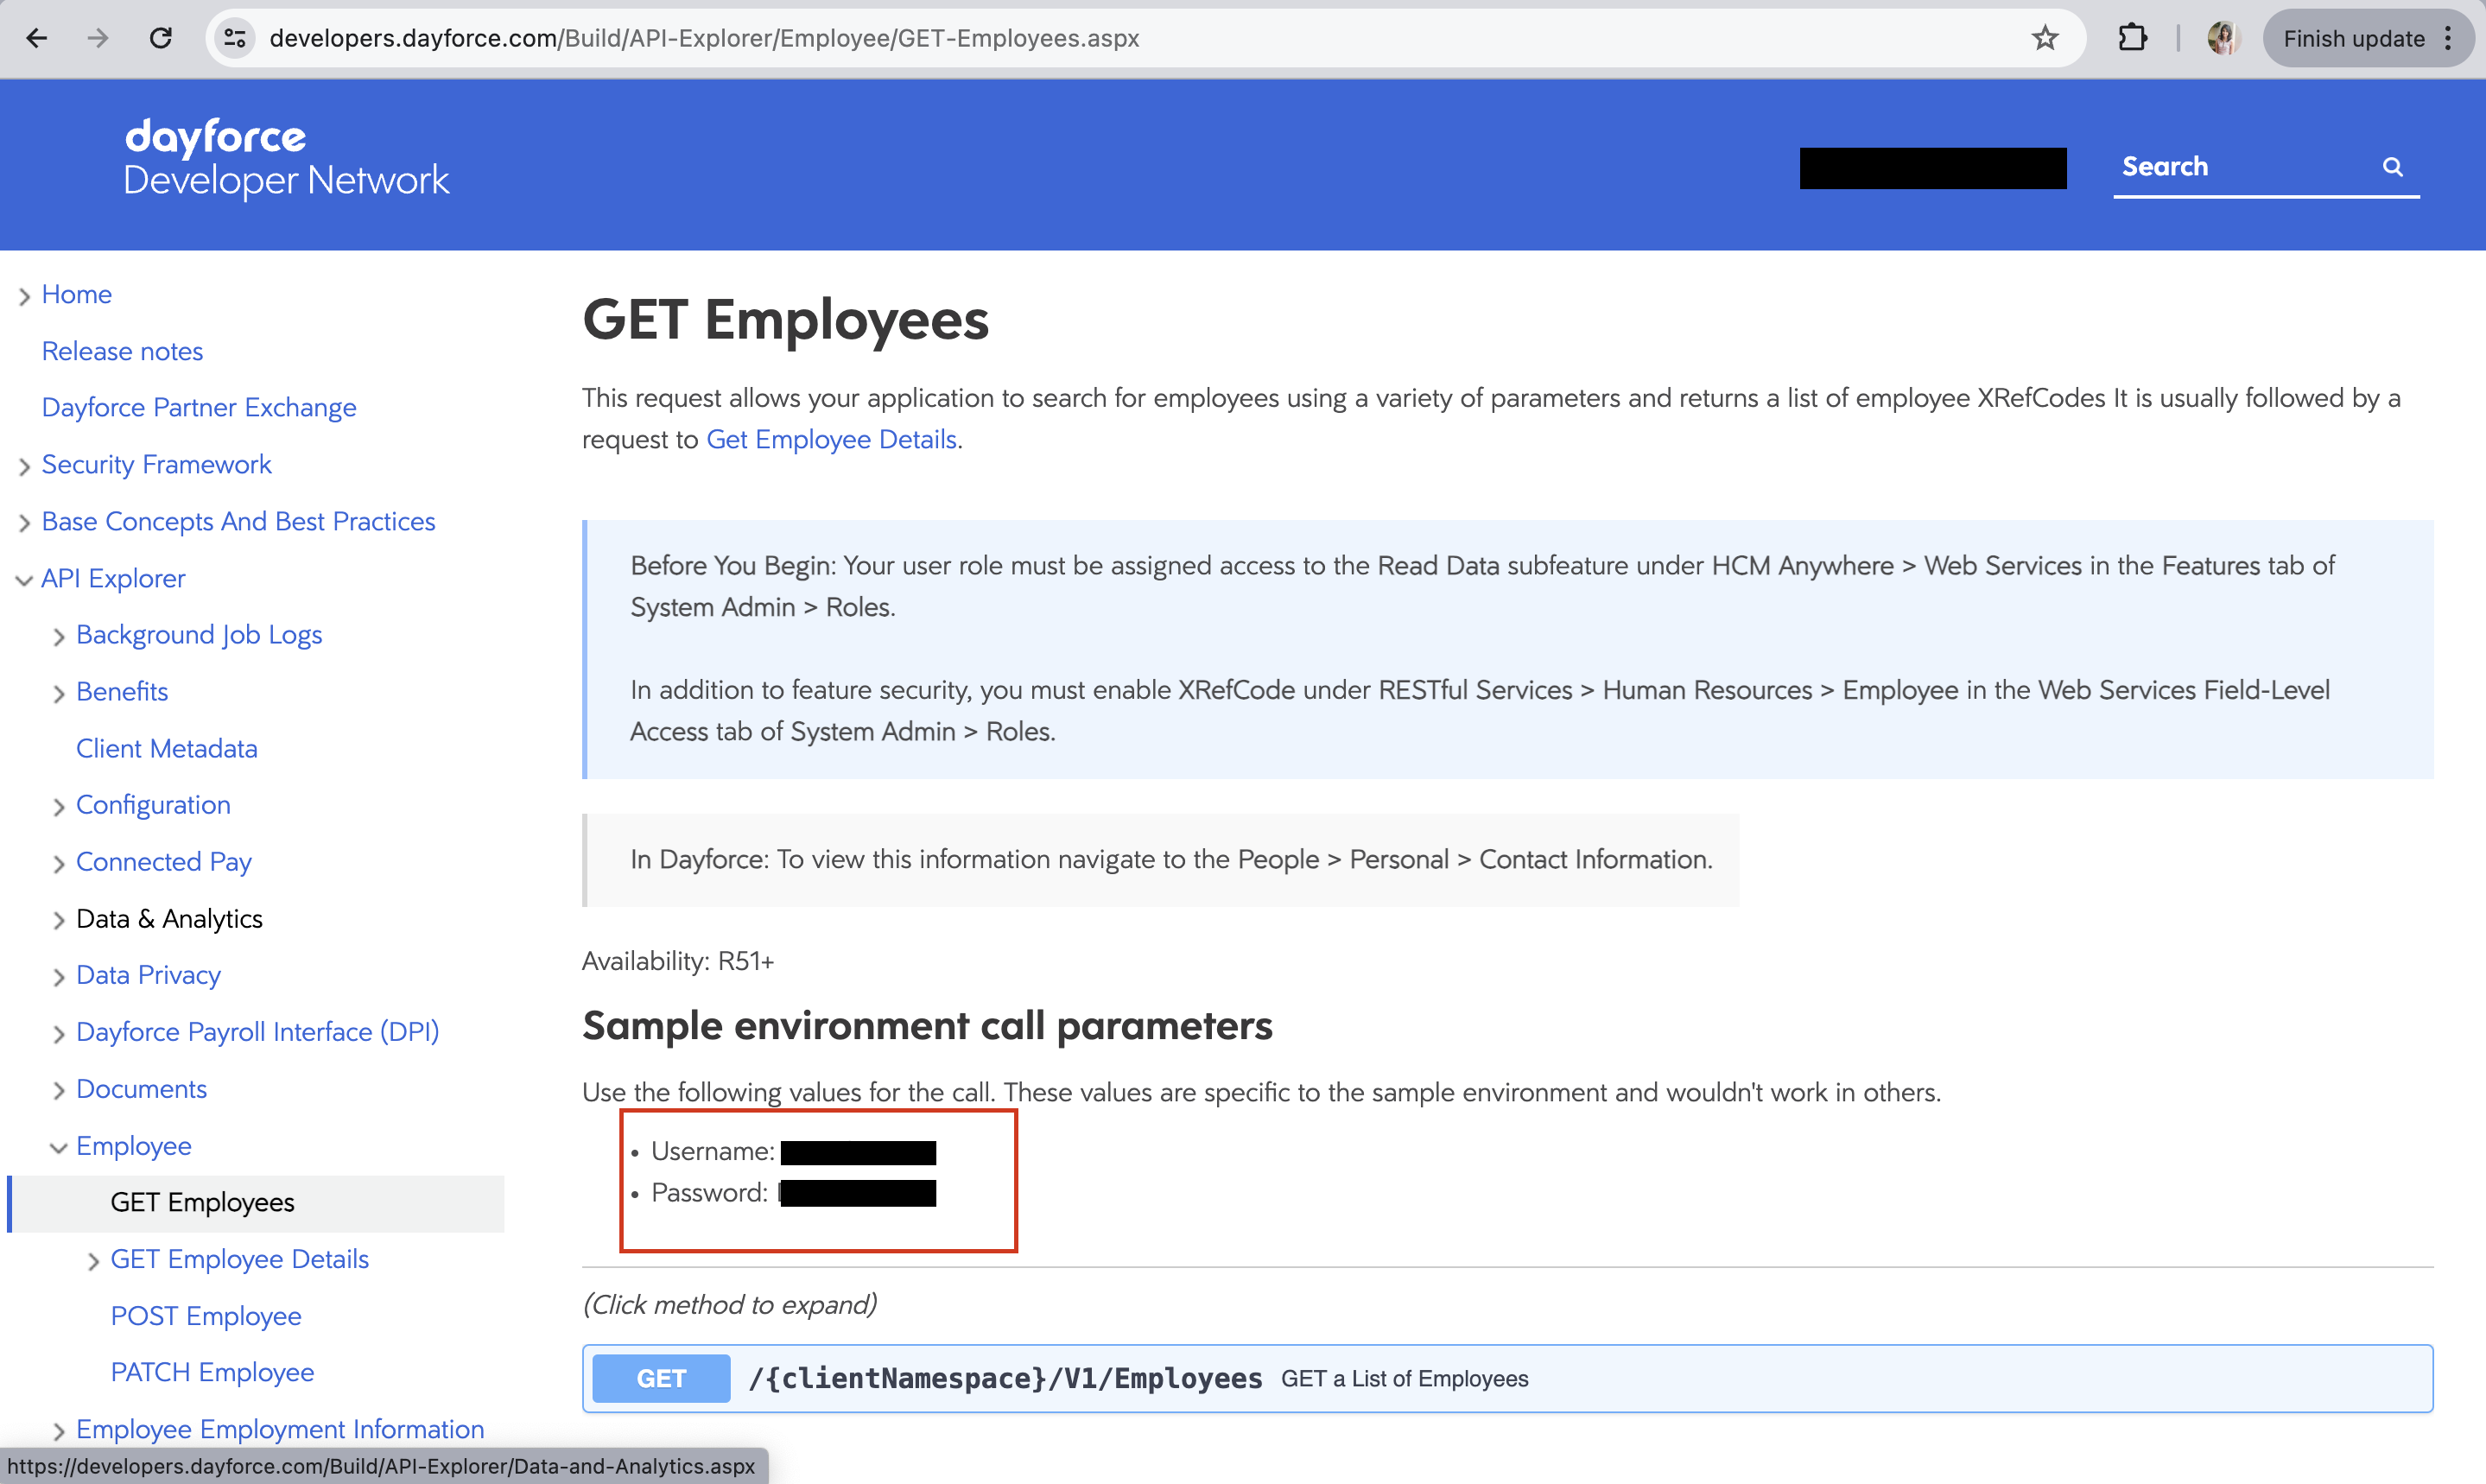 developers.dayforce.com/Build/API-Explorer/Employee/GET-Employees.aspx
Finish update
dayforce
Developer Network
Search
Home
Release notes
Dayforce Partner Exchange
Security Framework
Base Concepts And Best Practices
API Explorer
Background Job Logs
Benefits
Client Metadata
Configuration
Connected Pay
Data & Analytics
Data Privacy
Dayforce Payroll Interface (DPI)
Documents
Employee
GET Employees
GET Employee Details
POST Employee
PATCH Employee
Employee Employment Information
GET Employees
This request allows your application to search for employees using a variety of parameters and returns a list of employee XRefCodes It is usually followed by a
request to Get Employee Details.
Before You Begin: Your user role must be assigned access to the Read Data subfeature under HCM Anywhere > Web Services in the Features tab of
System Admin > Roles.
In addition to feature security, you must enable XRefCode under RESTful Services > Human Resources > Employee in the Web Services Field-Level
Access tab of System Admin > Roles.
In Dayforce: To view this information navigate to the People > Personal > Contact Information.
Availability: R51+
Sample environment call parameters
Use the following values for the call. These values are specific to the sample environment and wouldn't work in others.
• Username:
• Password:
(Click method to expand)
GET /{clientNamespace}/V1/Employees GET a List of Employees
https://developers.dayforce.com/Build/API-Explorer/Data-and-Analytics.aspx